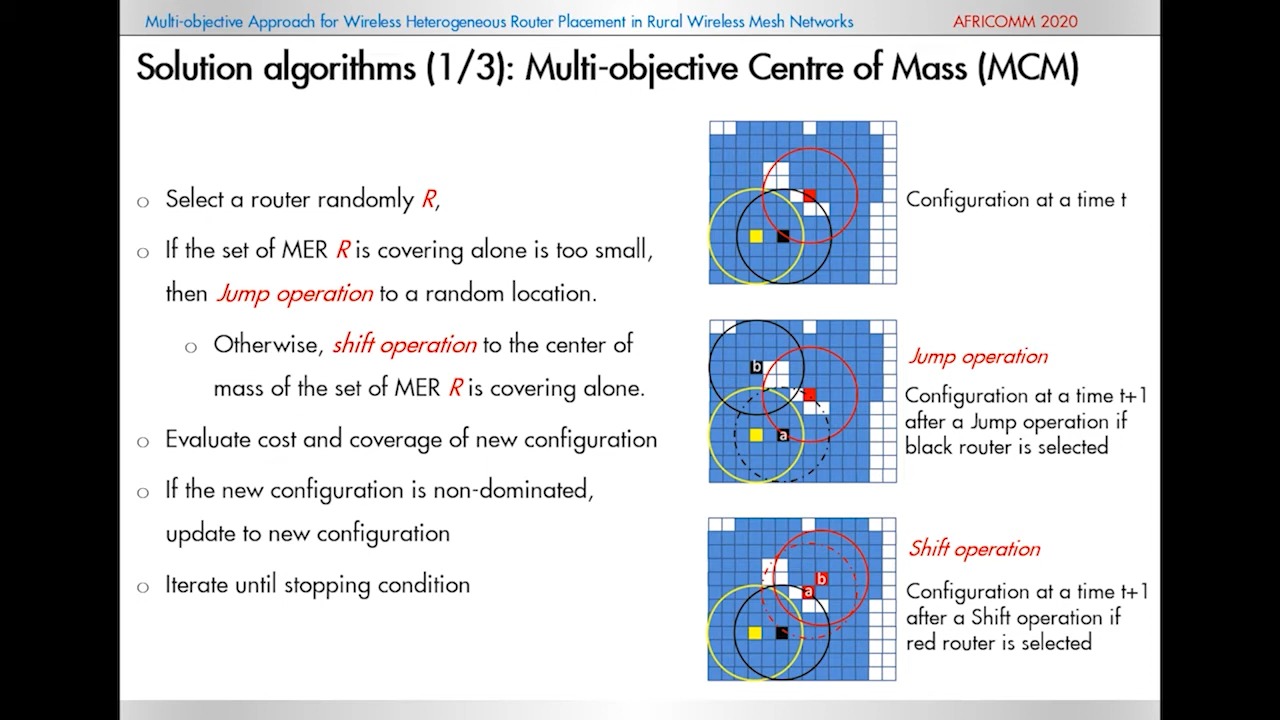 Multi-objective Approach for Wireless Heterogeneous Router Placement in Rural Wireless Mesh Networks
AFRICOMM 2020
Solution algorithms (1/3): Multi-objective Centre of Mass (MCM)
o Select a router randomly R,
o If the set of MER R is covering alone is too small,
then Jump operation to a random location.
o Otherwise, shift operation to the center of
mass of the set of MER R is covering alone.
o Evaluate cost and coverage of new configuration
o If the new configuration is non-dominated,
update to new configuration
o Iterate until stopping condition
Configuration at a time t
b
a
Jump operation
Configuration at a time t+1
after a Jump operation if
black router is selected
b
a
Shift operation
Configuration at a time t+1
after a Shift operation if
red router is selected